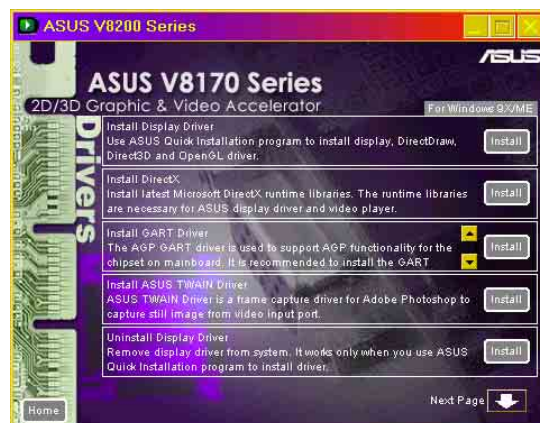 ASUS V8200 Series
ASUS
ASUS V8170 Series
2D/3D Graphic & Video Accelerator
For Windows 9X/ME
Drivers
Install Display Driver
Use ASUS Quick Installation program to install display, DirectDraw,
Direct3D and OpenGL driver.
Install
Install DirectX
Install latest Microsoft DirectX runtime libraries. The runtime libraries
are necessary for ASUS display driver and video player.
Install
Install GART Driver
The AGP GART driver is used to support AGP functionality for the
chipset on mainboard. It is recommended to install the GART
Install
Install ASUS TWAIN Driver
ASUS TWAIN Driver is a frame capture driver for Adobe Photoshop to
capture still image from video input port.
Install
Uninstall Display Driver
Remove display driver from system. It works only when you use ASUS
Quick Installation program to install driver.
Install
Next Page
Home